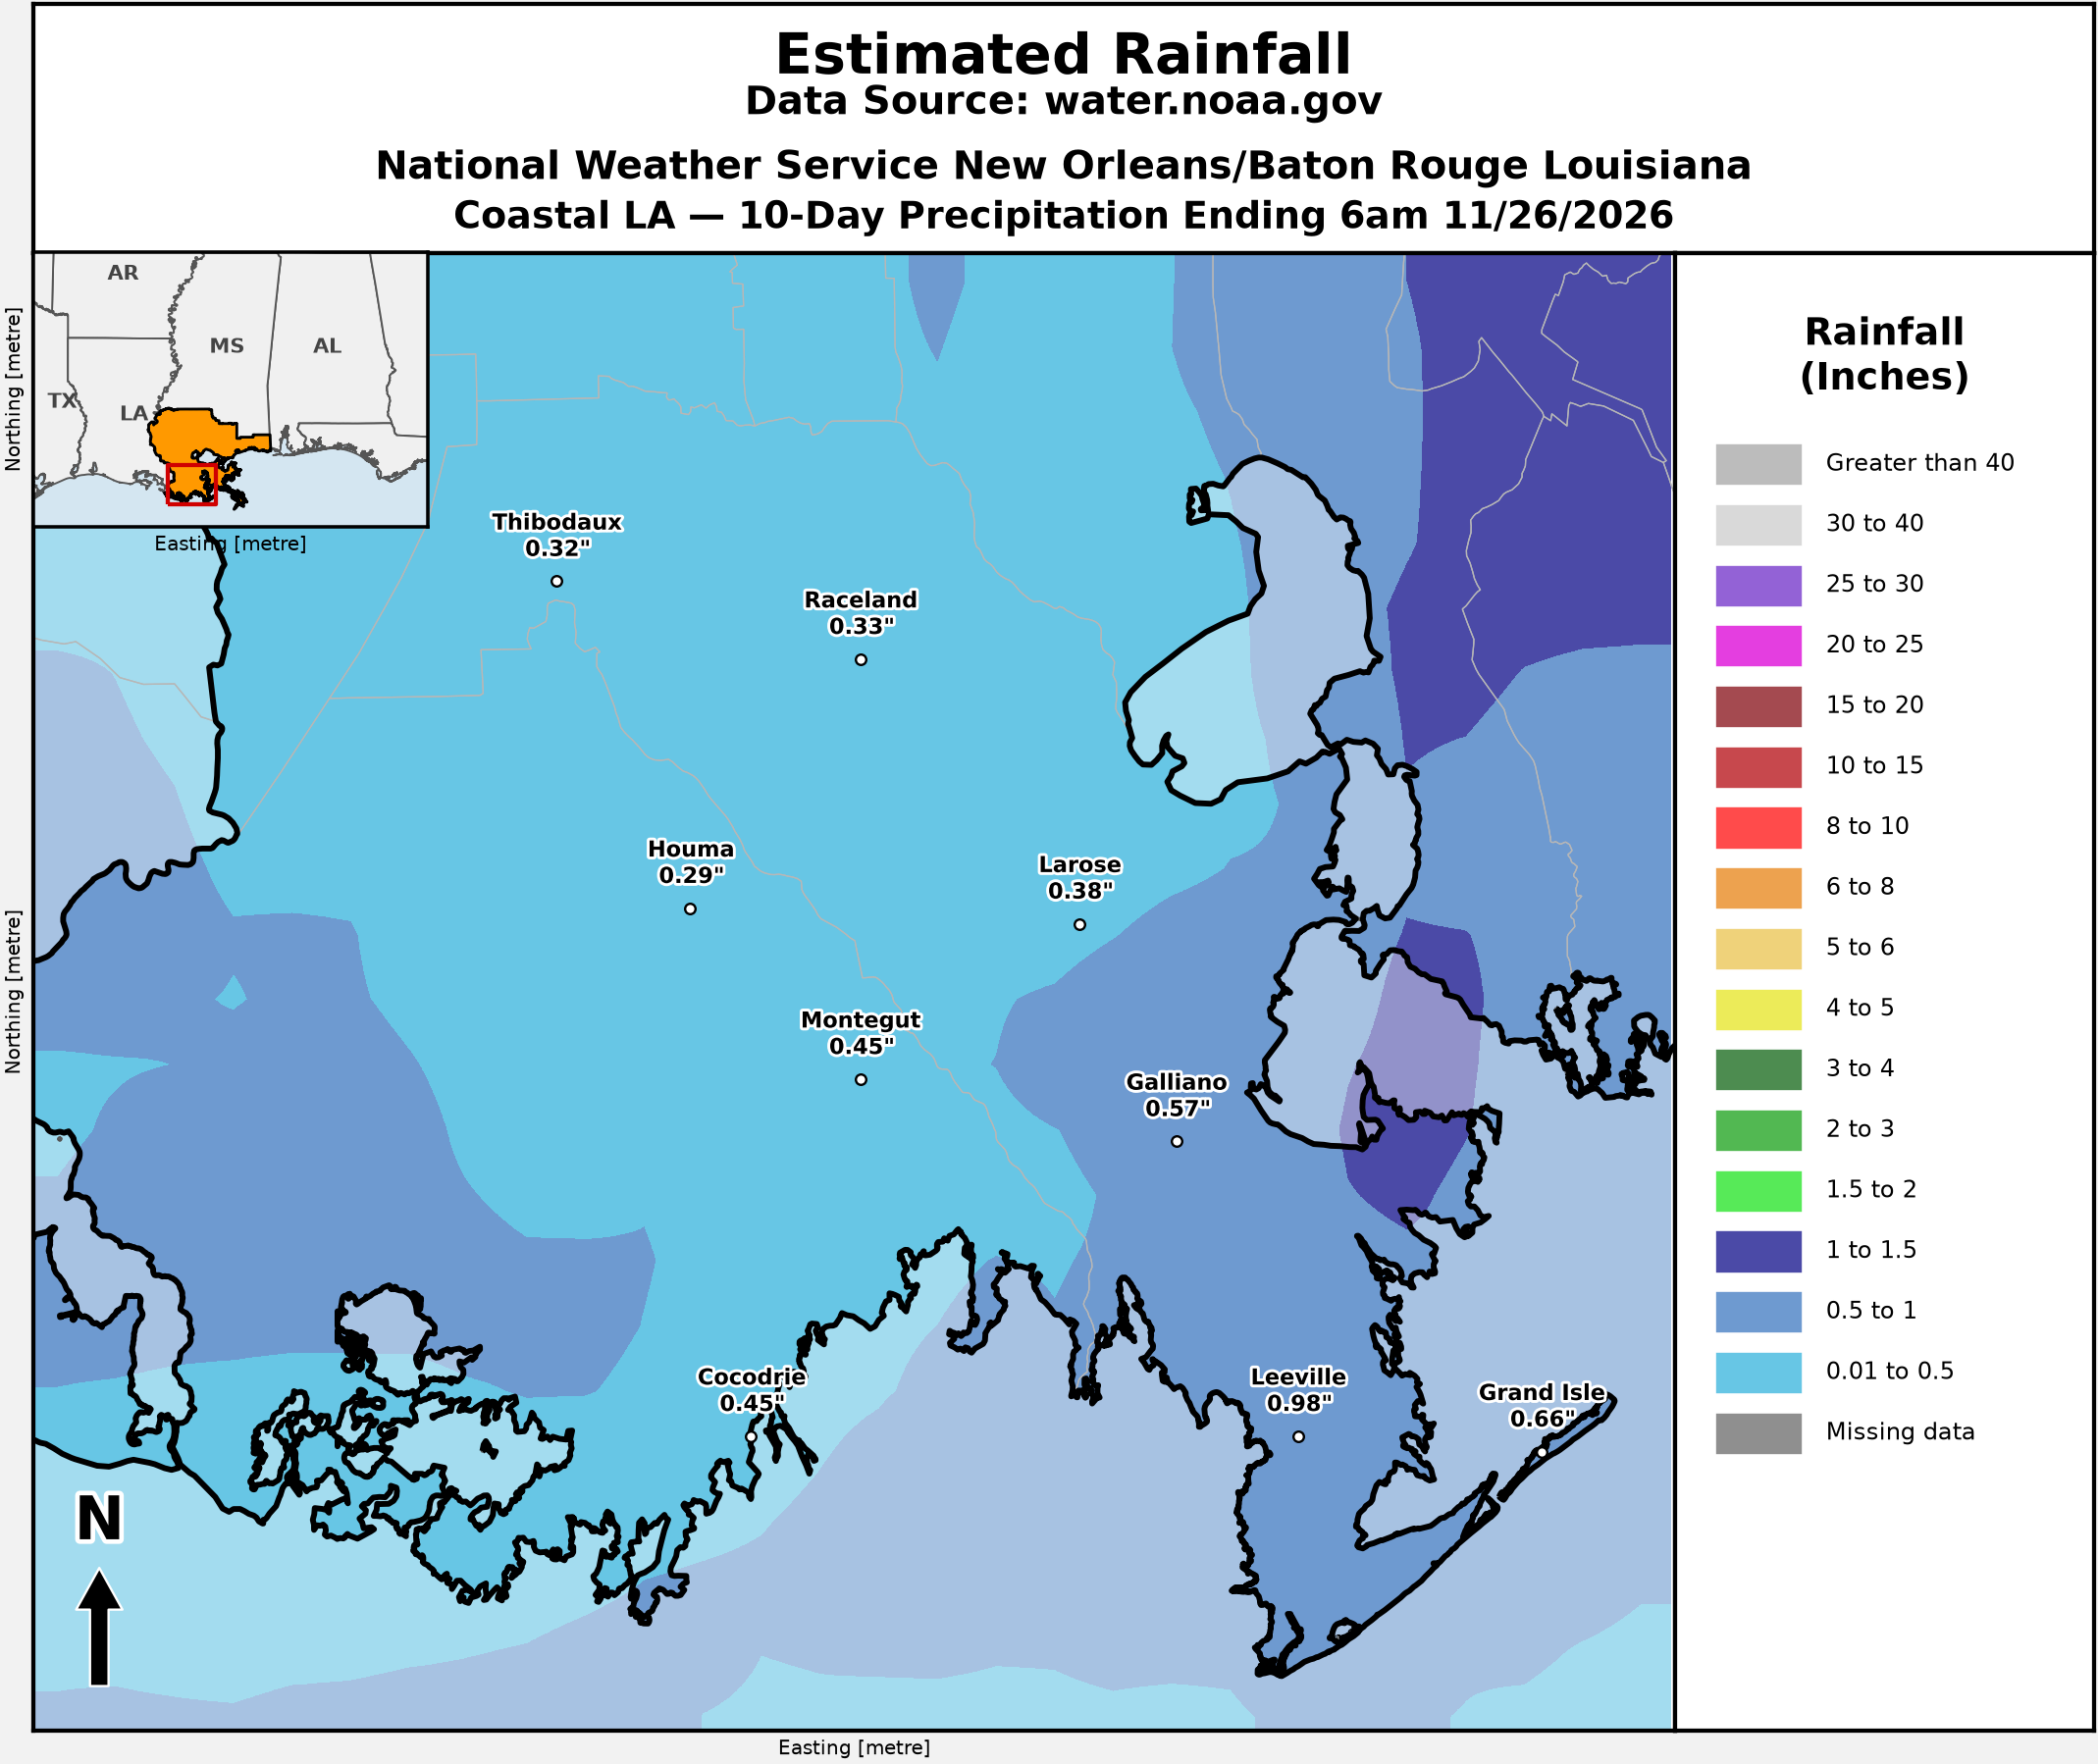 Estimated Rainfall
Data Source: water.noaa.gov
National Weather Service New Orleans/Baton Rouge Louisiana
Coastal LA — 10-Day Precipitation Ending 6am 11/26/2026
Northing [metre]
AR
MS
AL
TX
LA
Easting [metre]
Thibodaux
0.32"
Raceland
0.33"
Houma
0.29"
Larose
0.38"
Montegut
0.45"
Galliano
0.57"
Cocodrie
0.45"
Leeville
0.98"
Grand Isle
0.66"
N
Northing [metre]
Easting [metre]
Rainfall
(Inches)
Greater than 40
30 to 40
25 to 30
20 to 25
15 to 20
10 to 15
8 to 10
6 to 8
5 to 6
4 to 5
3 to 4
2 to 3
1.5 to 2
1 to 1.5
0.5 to 1
0.01 to 0.5
Missing data